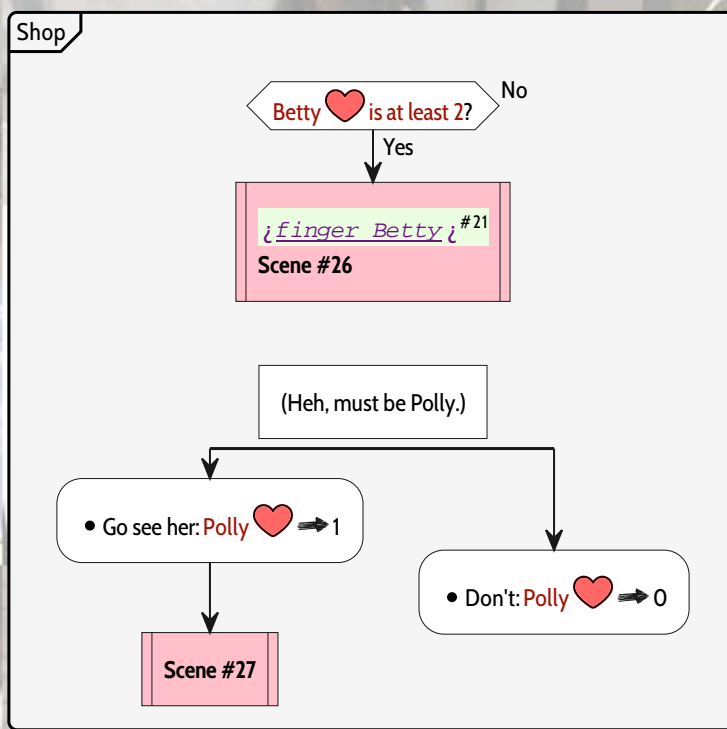 Shop
Betty ❤ is at least 2?
No
Yes
¿finger Betty¿#21
Scene #26
(Heh, must be Polly.)
• Go see her: Polly ❤ ➡ 1
• Don't: Polly ❤ ➡ 0
Scene #27